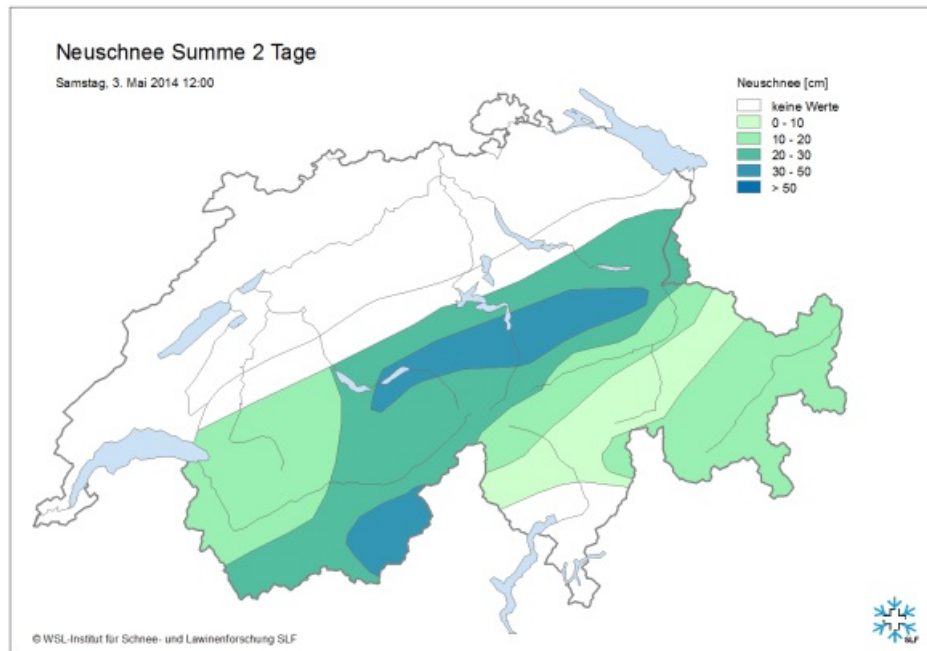 Neuschnee Summe 2 Tage
Samstag, 3. Mai 2014 12:00
Neuschnee [cm]
keine Werte
0 - 10
10 - 20
20 - 30
30 - 50
> 50
© WSL-Institut für Schnee- und Lawinenforschung SLF
SLF